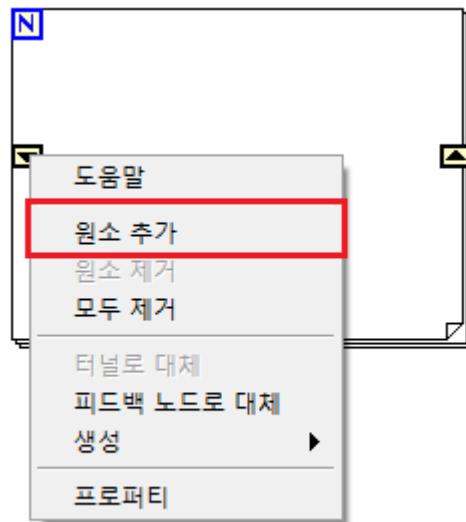 N
도움말
원소 추가
원소 제거
모두 제거
터널로 대체
피드백 노드로 대체
생성
프로퍼티